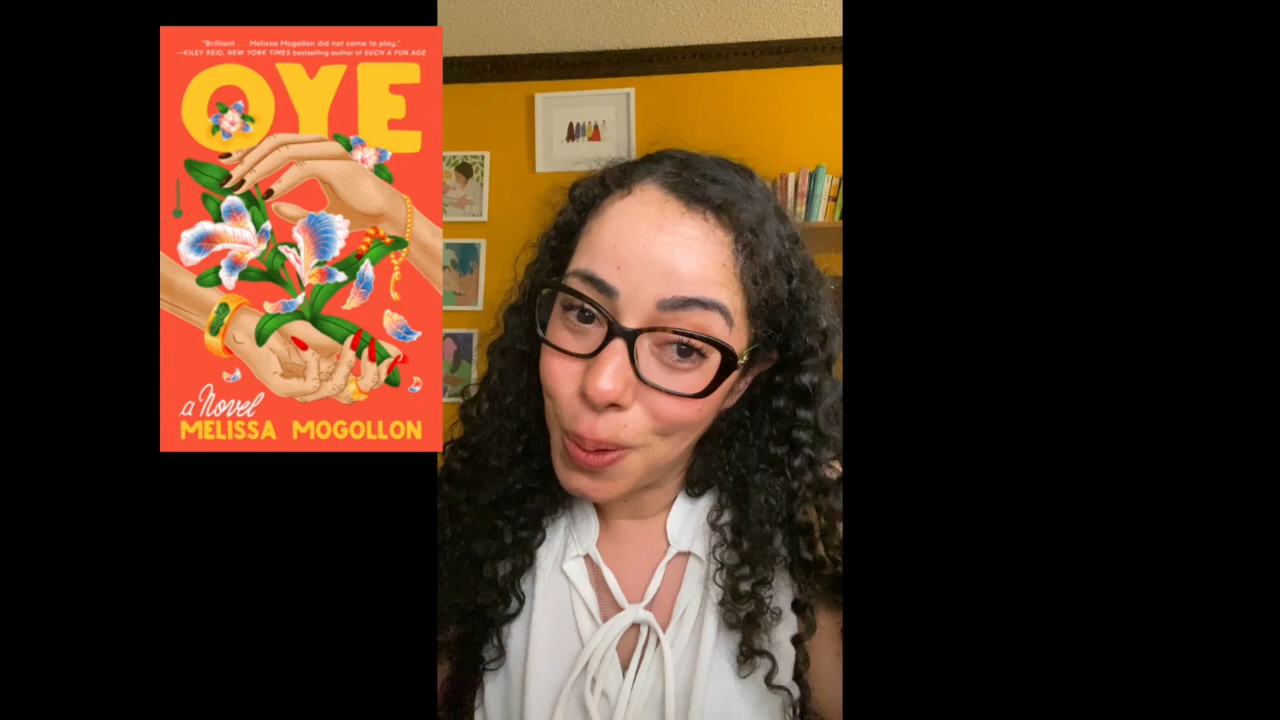 "Brilliant . . . Melissa Mogollon did not come to play."
—KILEY REID, NEW YORK TIMES bestselling author of SUCH A FUN AGE
OYE
a Novel
MELISSA MOGOLLON